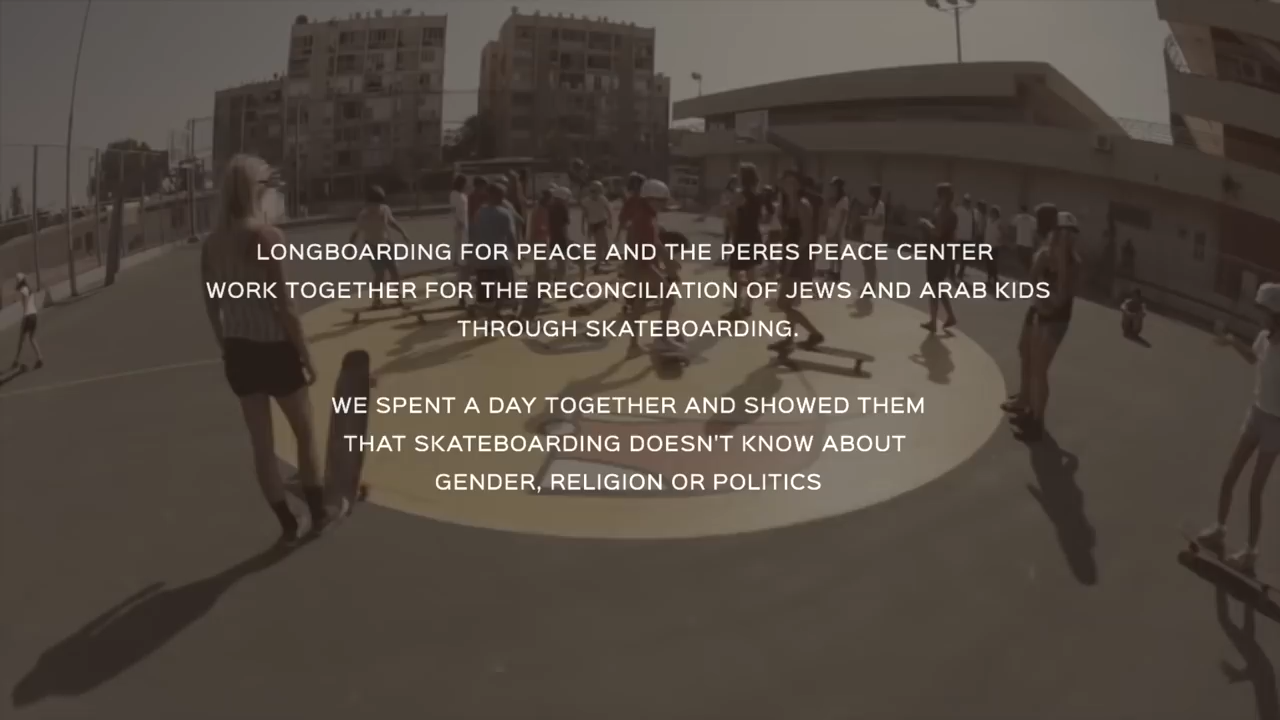 LONGBOARDING FOR PEACE AND THE PERES PEACE CENTER
WORK TOGETHER FOR THE RECONCILIATION OF JEWS AND ARAB KIDS
THROUGH SKATEBOARDING.
WE SPENT A DAY TOGETHER AND SHOWED THEM
THAT SKATEBOARDING DOESN'T KNOW ABOUT
GENDER, RELIGION OR POLITICS